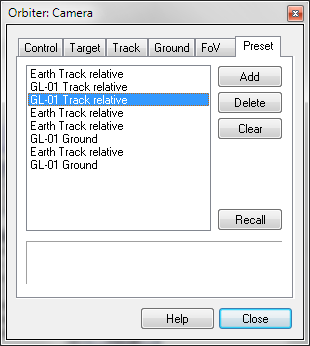 Orbiter: Camera
Control Target Track Ground FoV Preset
Earth Track relative
GL-01 Track relative
GL-01 Track relative
Earth Track relative
Earth Track relative
GL-01 Ground
Earth Track relative
GL-01 Ground
Add
Delete
Clear
Recall
Help Close